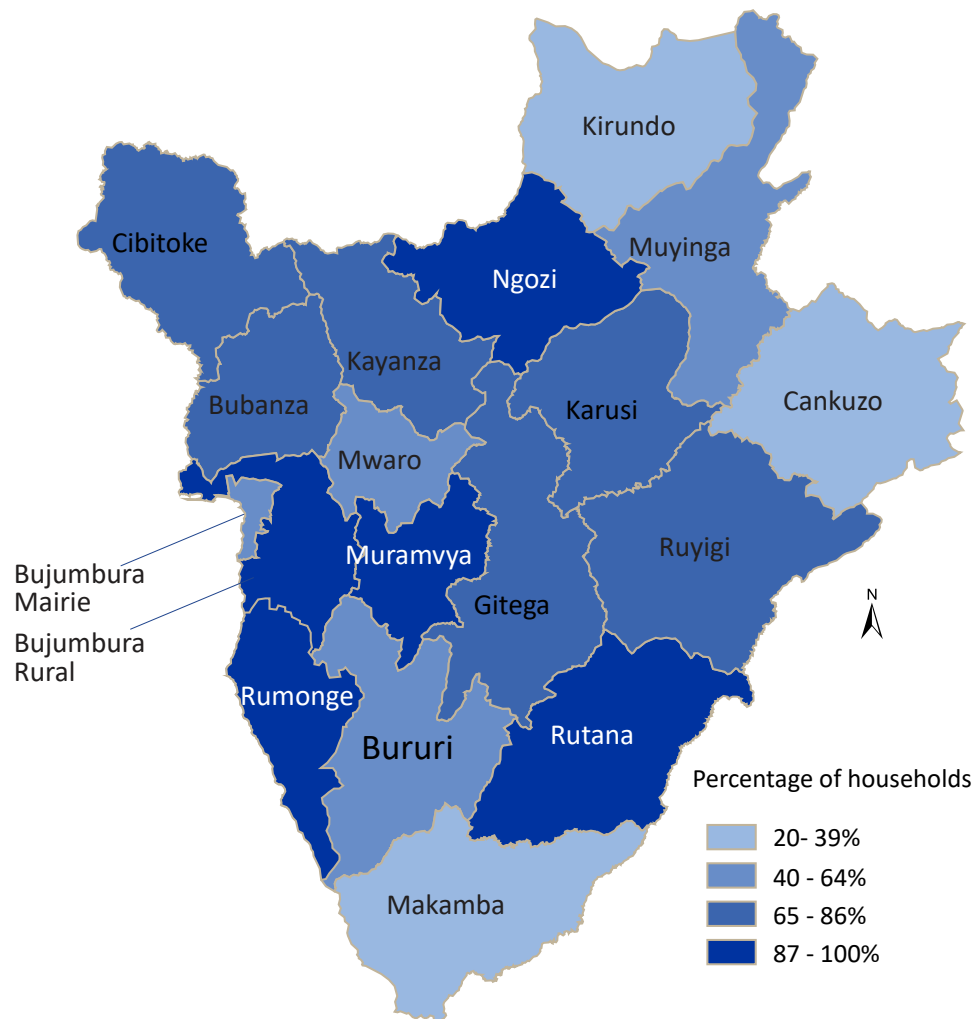 Kirundo
Cibitoke
Muyinga
Ngozi
Kayanza
Bubanza
Karusi
Cankuzo
Mwaro
Muramvya
Ruyigi
Bujumbura
Mairie
Gitega
N
Bujumbura
Rural
Rumonge
Rutana
Bururi
Percentage of households
20- 39%
40 - 64%
65 - 86%
87 - 100%
Makamba